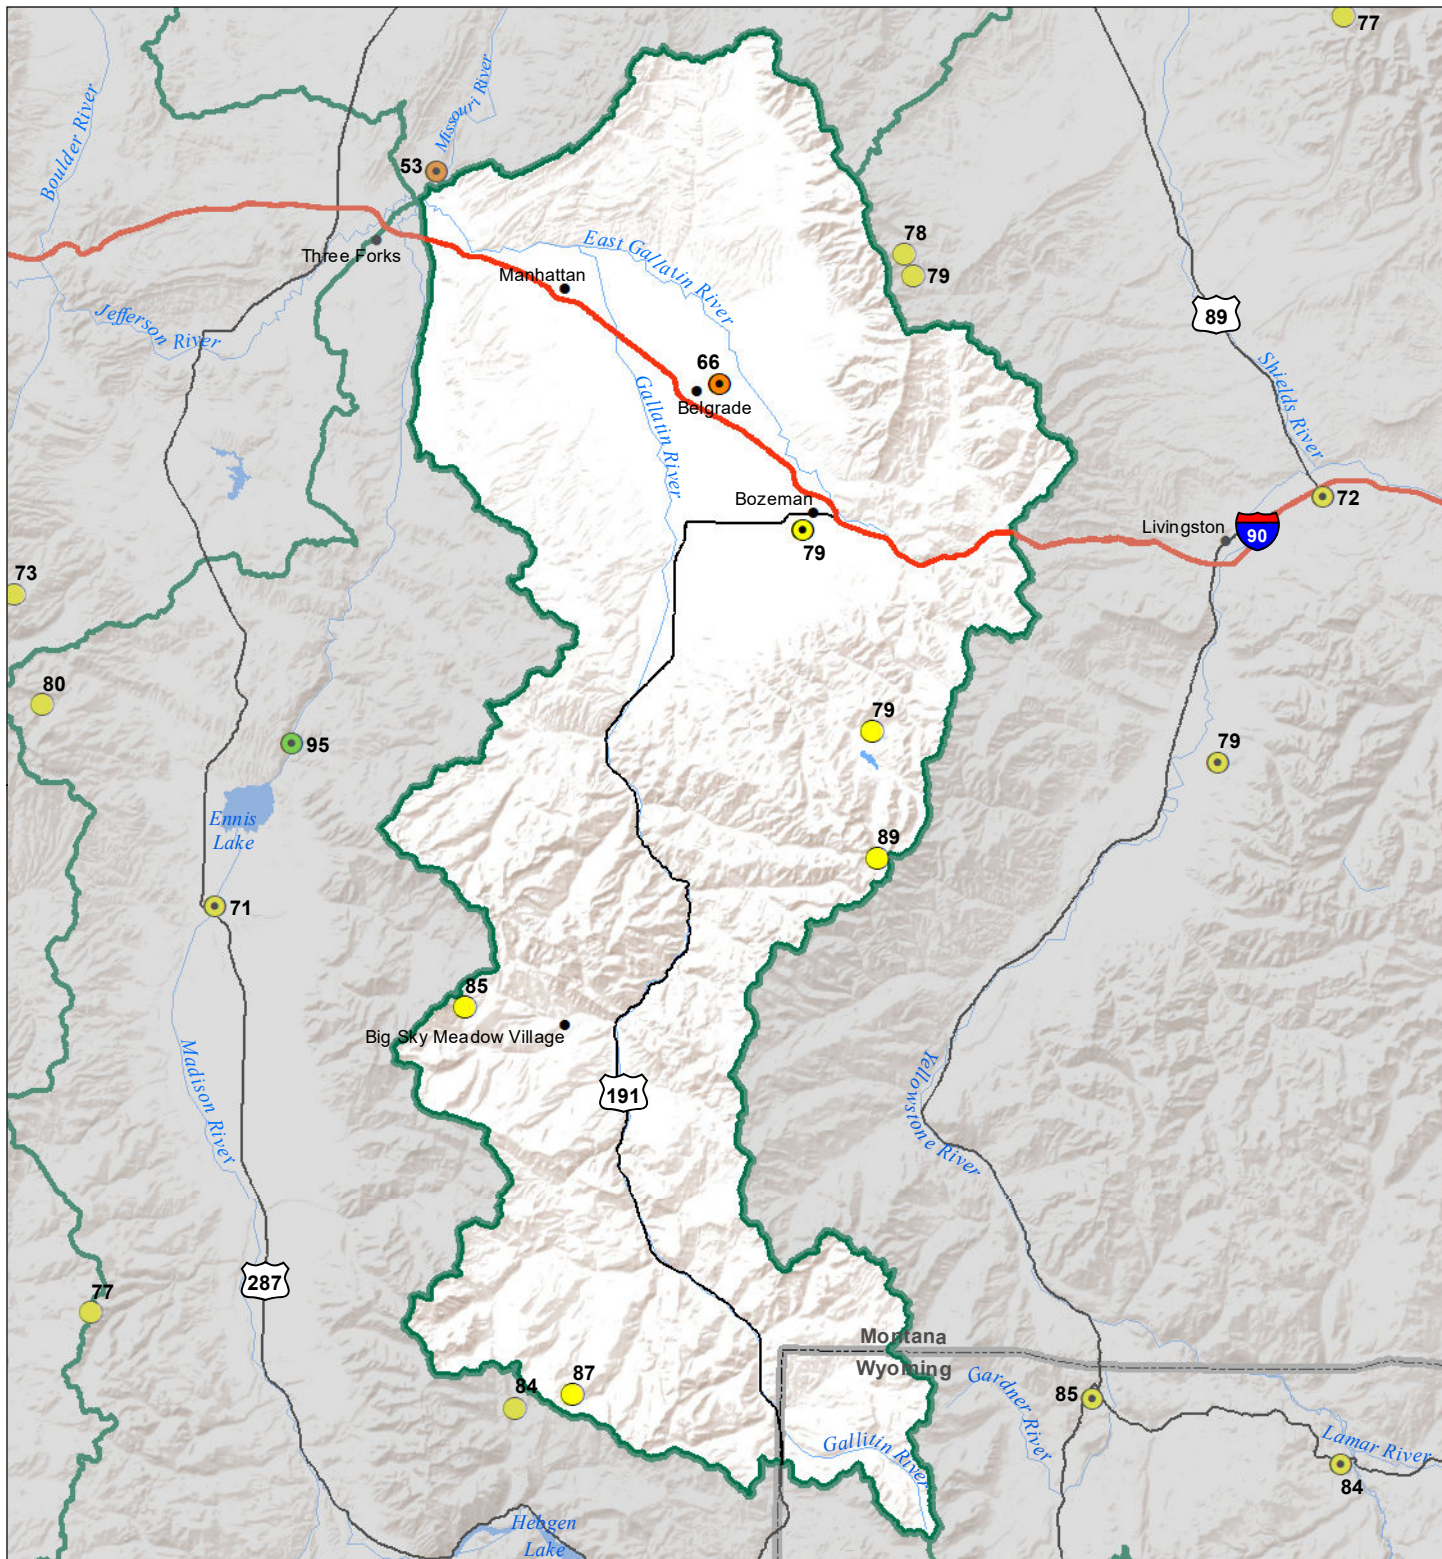 77
Missouri River
Boulder River
53
78
79
East Gallatin River
Three Forks
Manhattan
89
Jefferson River
66
Belgrade
Gallatin River
Shields River
Bozeman
72
Livingston
90
79
73
80
79
95
79
Ennis
Lake
89
71
85
Big Sky Meadow Village
Madison River
191
Yellowstone River
287
77
Montana
Wyoming
87
84
85
Gardner River
Gallitin River
Lamar River
84
Hebgen
Lake